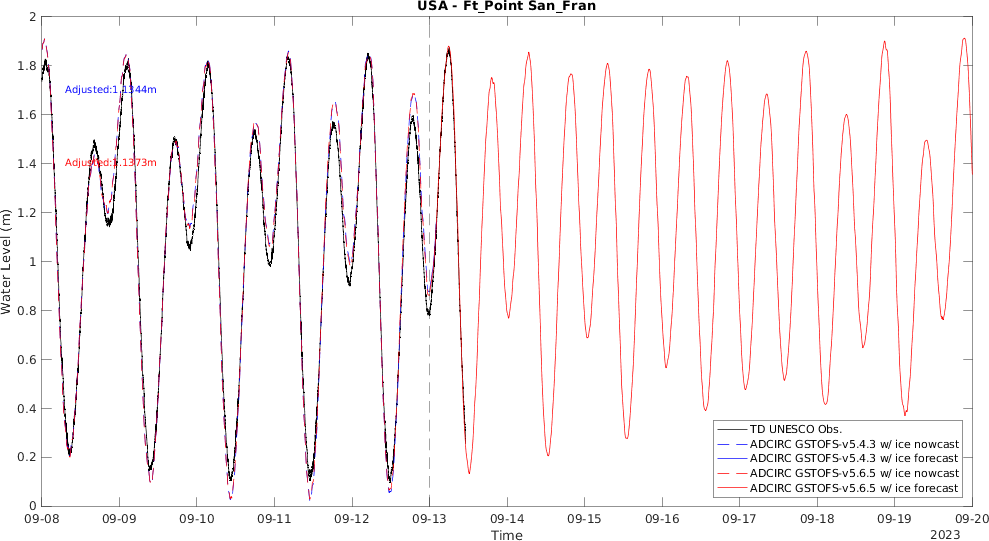 USA - Ft_Point San_Fran
2
1.8
1.6
1.4
1.2
1
0.8
0.6
0.4
0.2
0
Water Level (m)
Adjusted:1.1344m
Adjusted:1.1373m
TD UNESCO Obs.
ADCIRC GSTOFS-v5.4.3 w/ ice nowcast
ADCIRC GSTOFS-v5.4.3 w/ ice forecast
ADCIRC GSTOFS-v5.6.5 w/ ice nowcast
ADCIRC GSTOFS-v5.6.5 w/ ice forecast
09-08 09-09 09-10 09-11 09-12 09-13 09-14 09-15 09-16 09-17 09-18 09-19 09-20
Time
2023